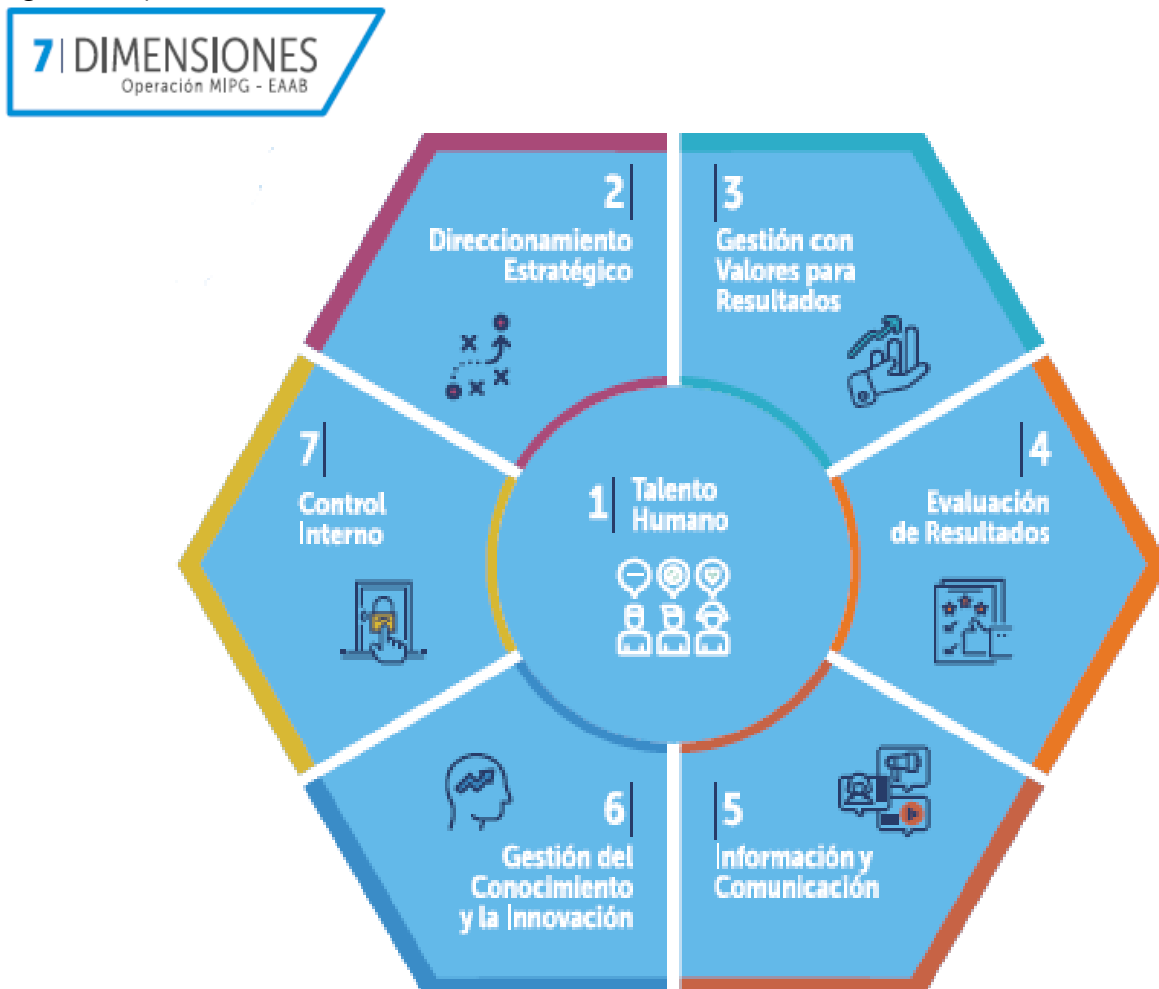 7 | DIMENSIONES
Operación MIPG - EAAB
2
Direccionamiento
Estratégico
3
Gestión con
Valores para
Resultados
7
Control
Interno
1
Talento
Humano
4
Evaluación
de Resultados
6
Gestión del
Conocimiento
y la Innovación
5
Información y
Comunicación